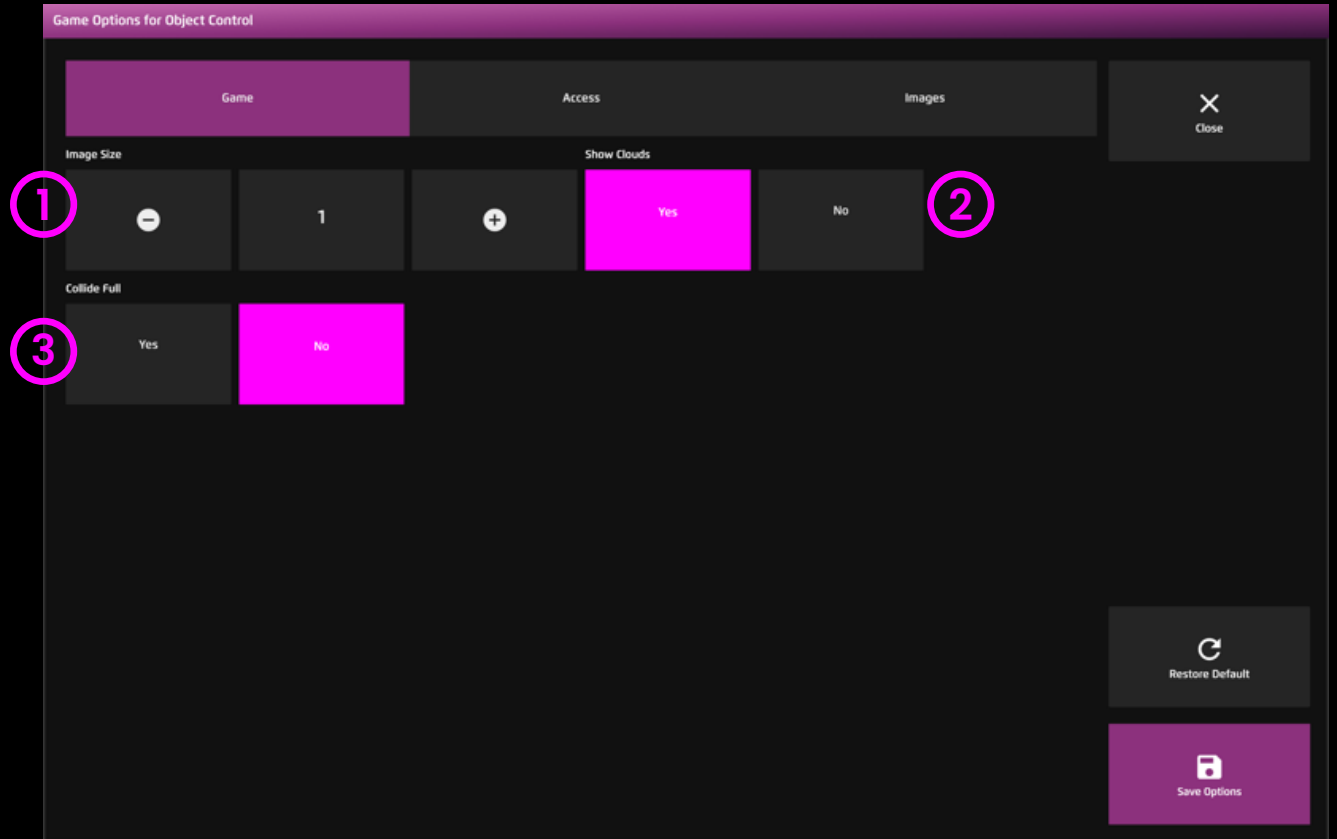 Game Options for Object Control
Game
Access
Images
Close
Image Size
Show Clouds
1
1
Yes
No
2
Collide Full
3
Yes
No
Restore Default
Save Options